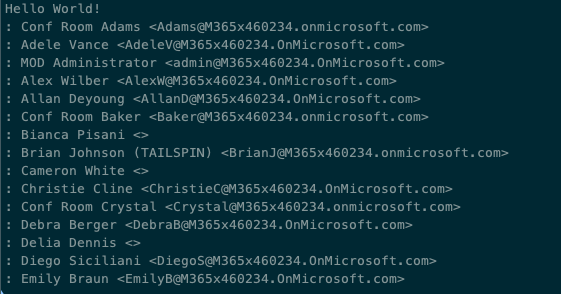 Hello World!
: Conf Room Adams <Adams@M365x460234.onmicrosoft.com>
: Adele Vance <AdeleV@M365x460234.OnMicrosoft.com>
: MOD Administrator <admin@M365x460234.OnMicrosoft.com>
: Alex Wilber <AlexW@M365x460234.OnMicrosoft.com>
: Allan Deyoung <AllanD@M365x460234.OnMicrosoft.com>
: Conf Room Baker <Baker@M365x460234.onmicrosoft.com>
: Bianca Pisani <>
: Brian Johnson (TAILSPIN) <BrianJ@M365x460234.onmicrosoft.com>
: Cameron White <>
: Christie Cline <ChristieC@M365x460234.OnMicrosoft.com>
: Conf Room Crystal <Crystal@M365x460234.onmicrosoft.com>
: Debra Berger <DebraB@M365x460234.OnMicrosoft.com>
: Delia Dennis <>
: Diego Siciliani <DiegoS@M365x460234.OnMicrosoft.com>
: Emily Braun <EmilyB@M365x460234.OnMicrosoft.com>